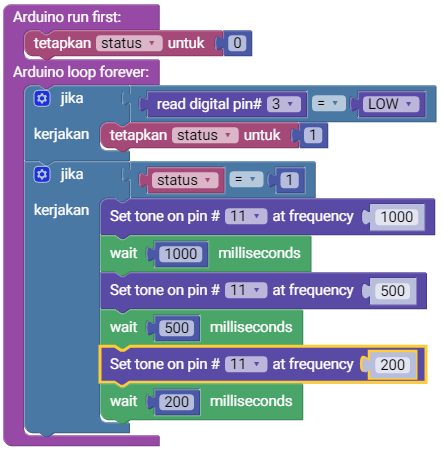 Arduino run first:
tetapkan status untuk 0
Arduino loop forever:
jika read digital pin# 3 = LOW
kerjakan tetapkan status untuk 1
jika status = 1
kerjakan Set tone on pin # 11 at frequency 1000
wait 1000 milliseconds
Set tone on pin # 11 at frequency 500
wait 500 milliseconds
Set tone on pin # 11 at frequency 200
wait 200 milliseconds